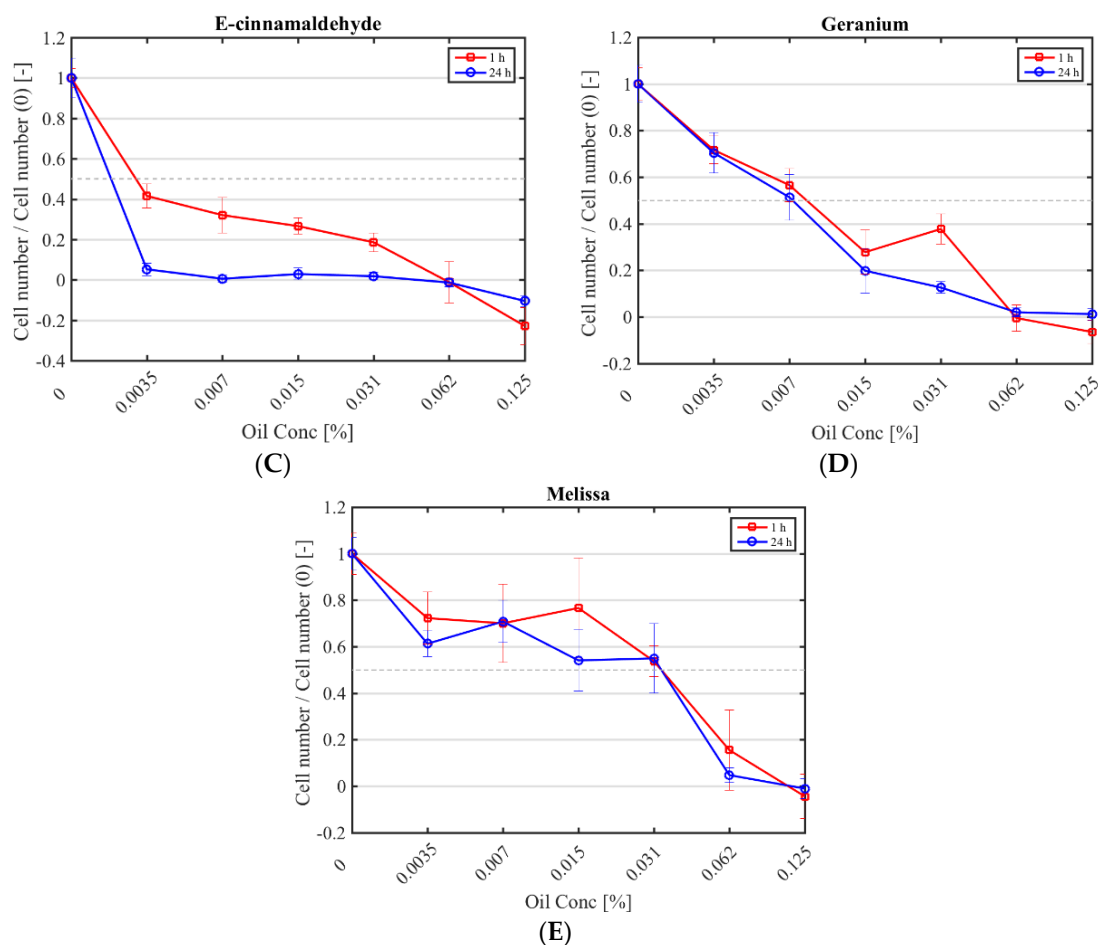 E-cinnamaldehyde
1.2
1
0.8
0.6
0.4
0.2
0
-0.2
-0.4
Cell number / Cell number (0) [-]
1 h
24 h
0
0.0035
0.007
0.015
0.031
0.062
0.125
Oil Conc [%]
(C)
Geranium
1.2
1
0.8
0.6
0.4
0.2
0
-0.2
Cell number / Cell number (0) [-]
1 h
24 h
0
0.0035
0.007
0.015
0.031
0.062
0.125
Oil Conc [%]
(D)
Melissa
1.2
1
0.8
0.6
0.4
0.2
0
-0.2
Cell number / Cell number (0) [-]
1 h
24 h
0
0.0035
0.007
0.015
0.031
0.062
0.125
Oil Conc [%]
(E)